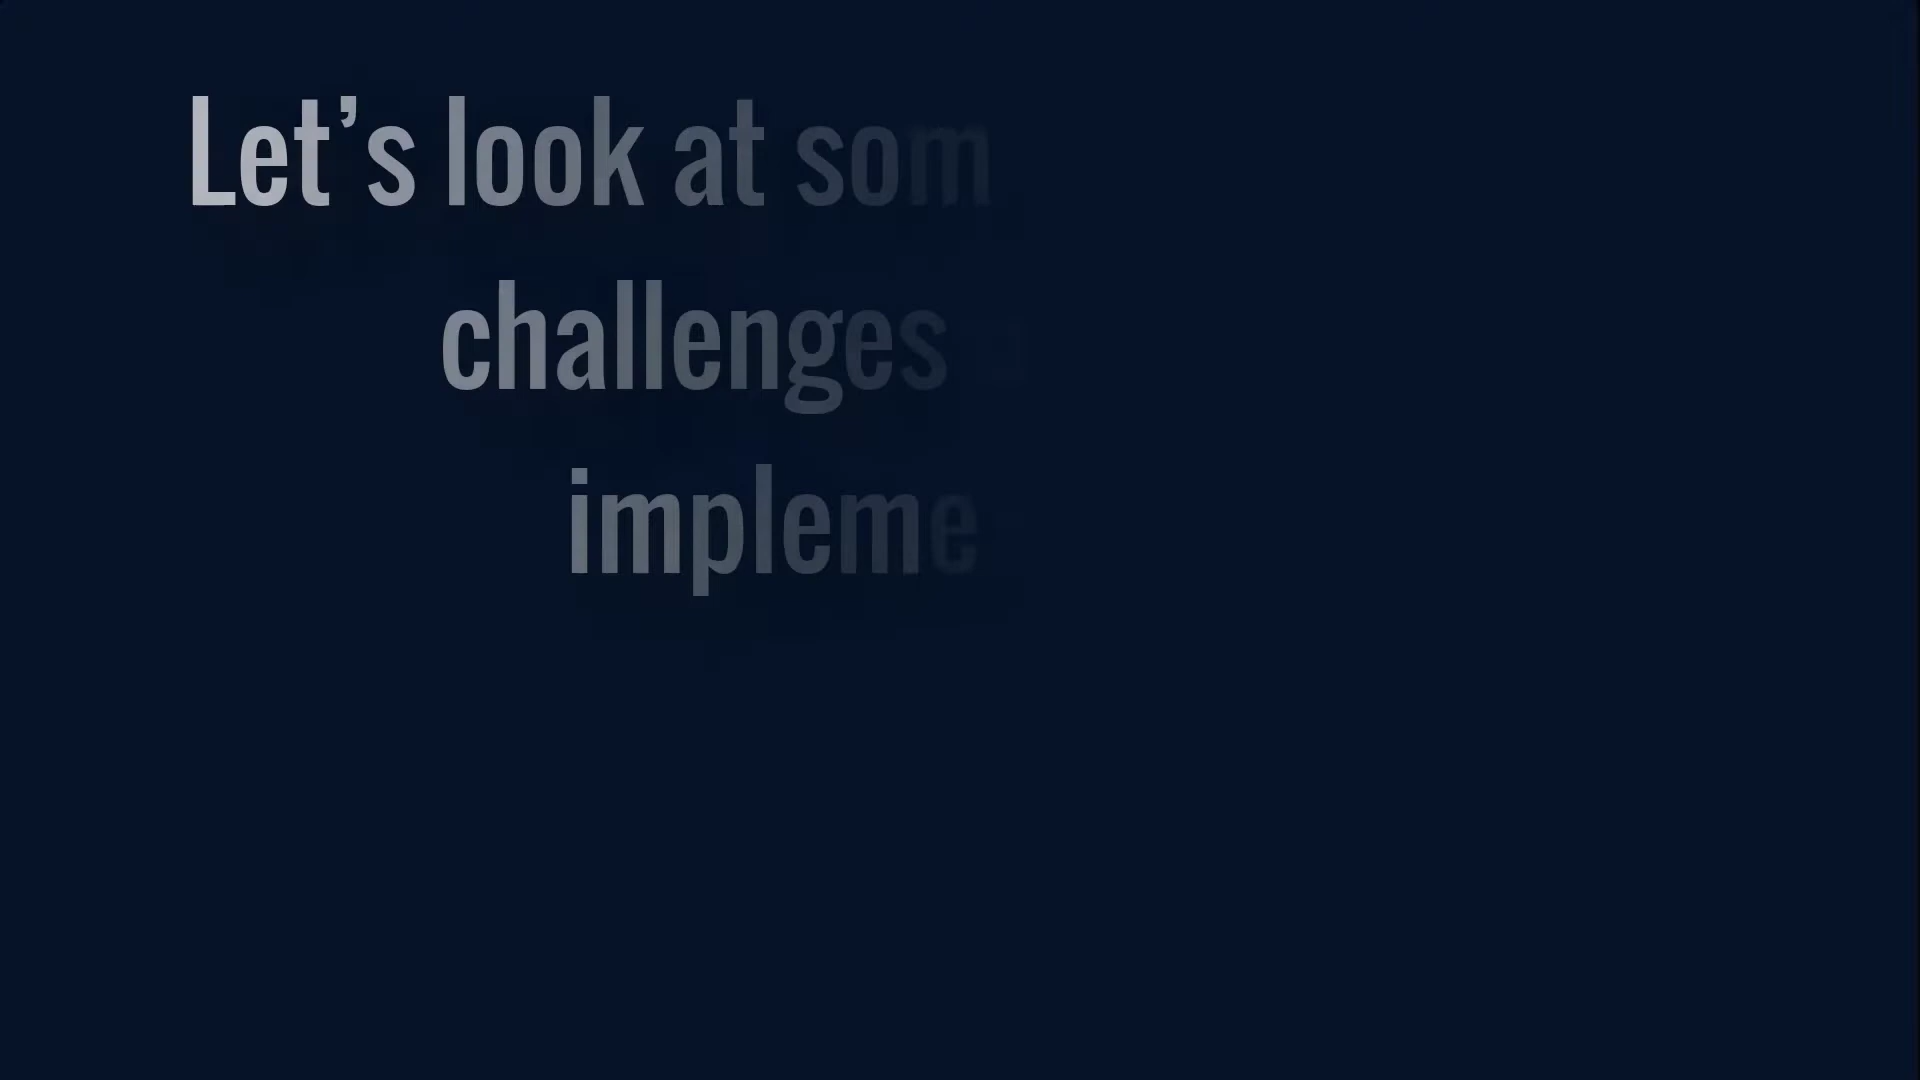 Let’s look at som
challenges
impleme